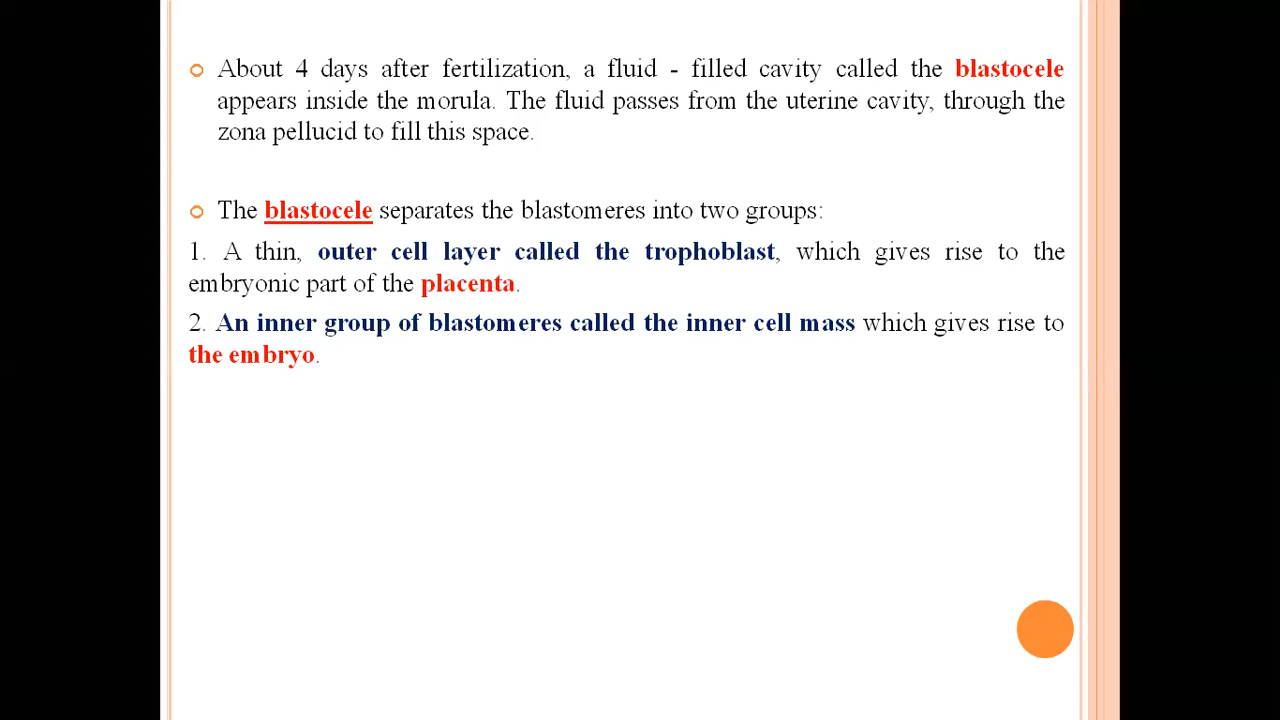 About 4 days after fertilization, a fluid - filled cavity called the blastocele
appears inside the morula. The fluid passes from the uterine cavity, through the
zona pellucid to fill this space.
The blastocele separates the blastomeres into two groups:
1. A thin, outer cell layer called the trophoblast, which gives rise to the
embryonic part of the placenta.
2. An inner group of blastomeres called the inner cell mass which gives rise to
the embryo.